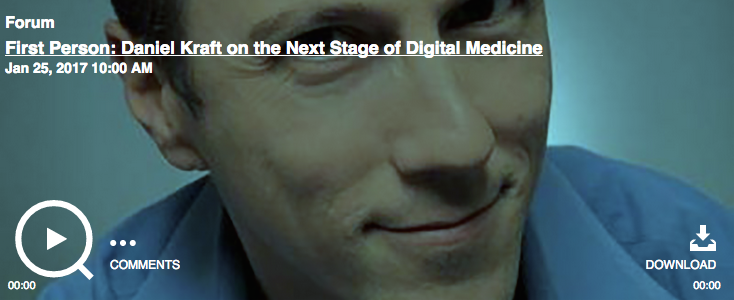 Forum
First Person: Daniel Kraft on the Next Stage of Digital Medicine
Jan 25, 2017 10:00 AM
COMMENTS
DOWNLOAD
00:00
00:00